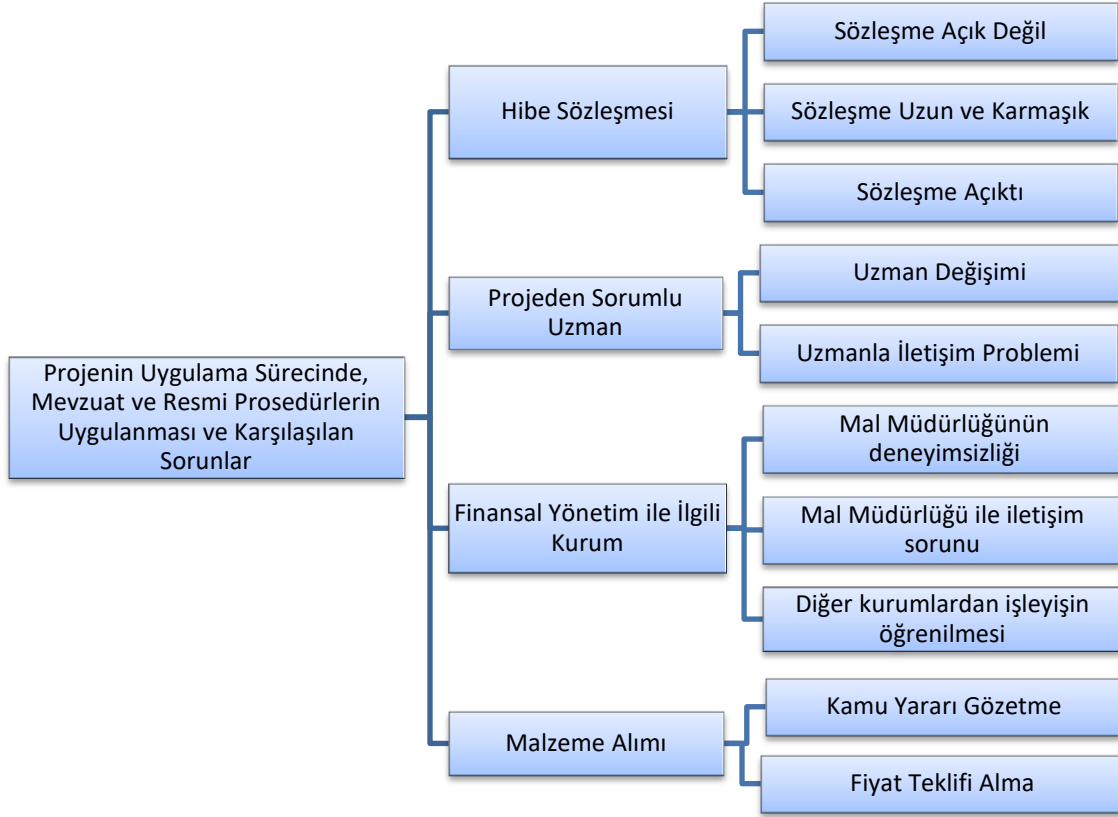 Projenin Uygulama Sürecinde,
Mevzuat ve Resmi Prosedürlerin
Uygulanması ve Karşılaşılan
Sorunlar
Hibe Sözleşmesi
Sözleşme Açık Değil
Sözleşme Uzun ve Karmaşık
Sözleşme Açıktı
Projeden Sorumlu
Uzman
Uzman Değişimi
Uzmanla İletişim Problemi
Finansal Yönetim ile İlgili
Kurum
Mal Müdürlüğünün
deneyimsizliği
Mal Müdürlüğü ile iletişim
sorunu
Diğer kurumlardan işleyişin
öğrenilmesi
Malzeme Alımı
Kamu Yararı Gözetme
Fiyat Teklifi Alma